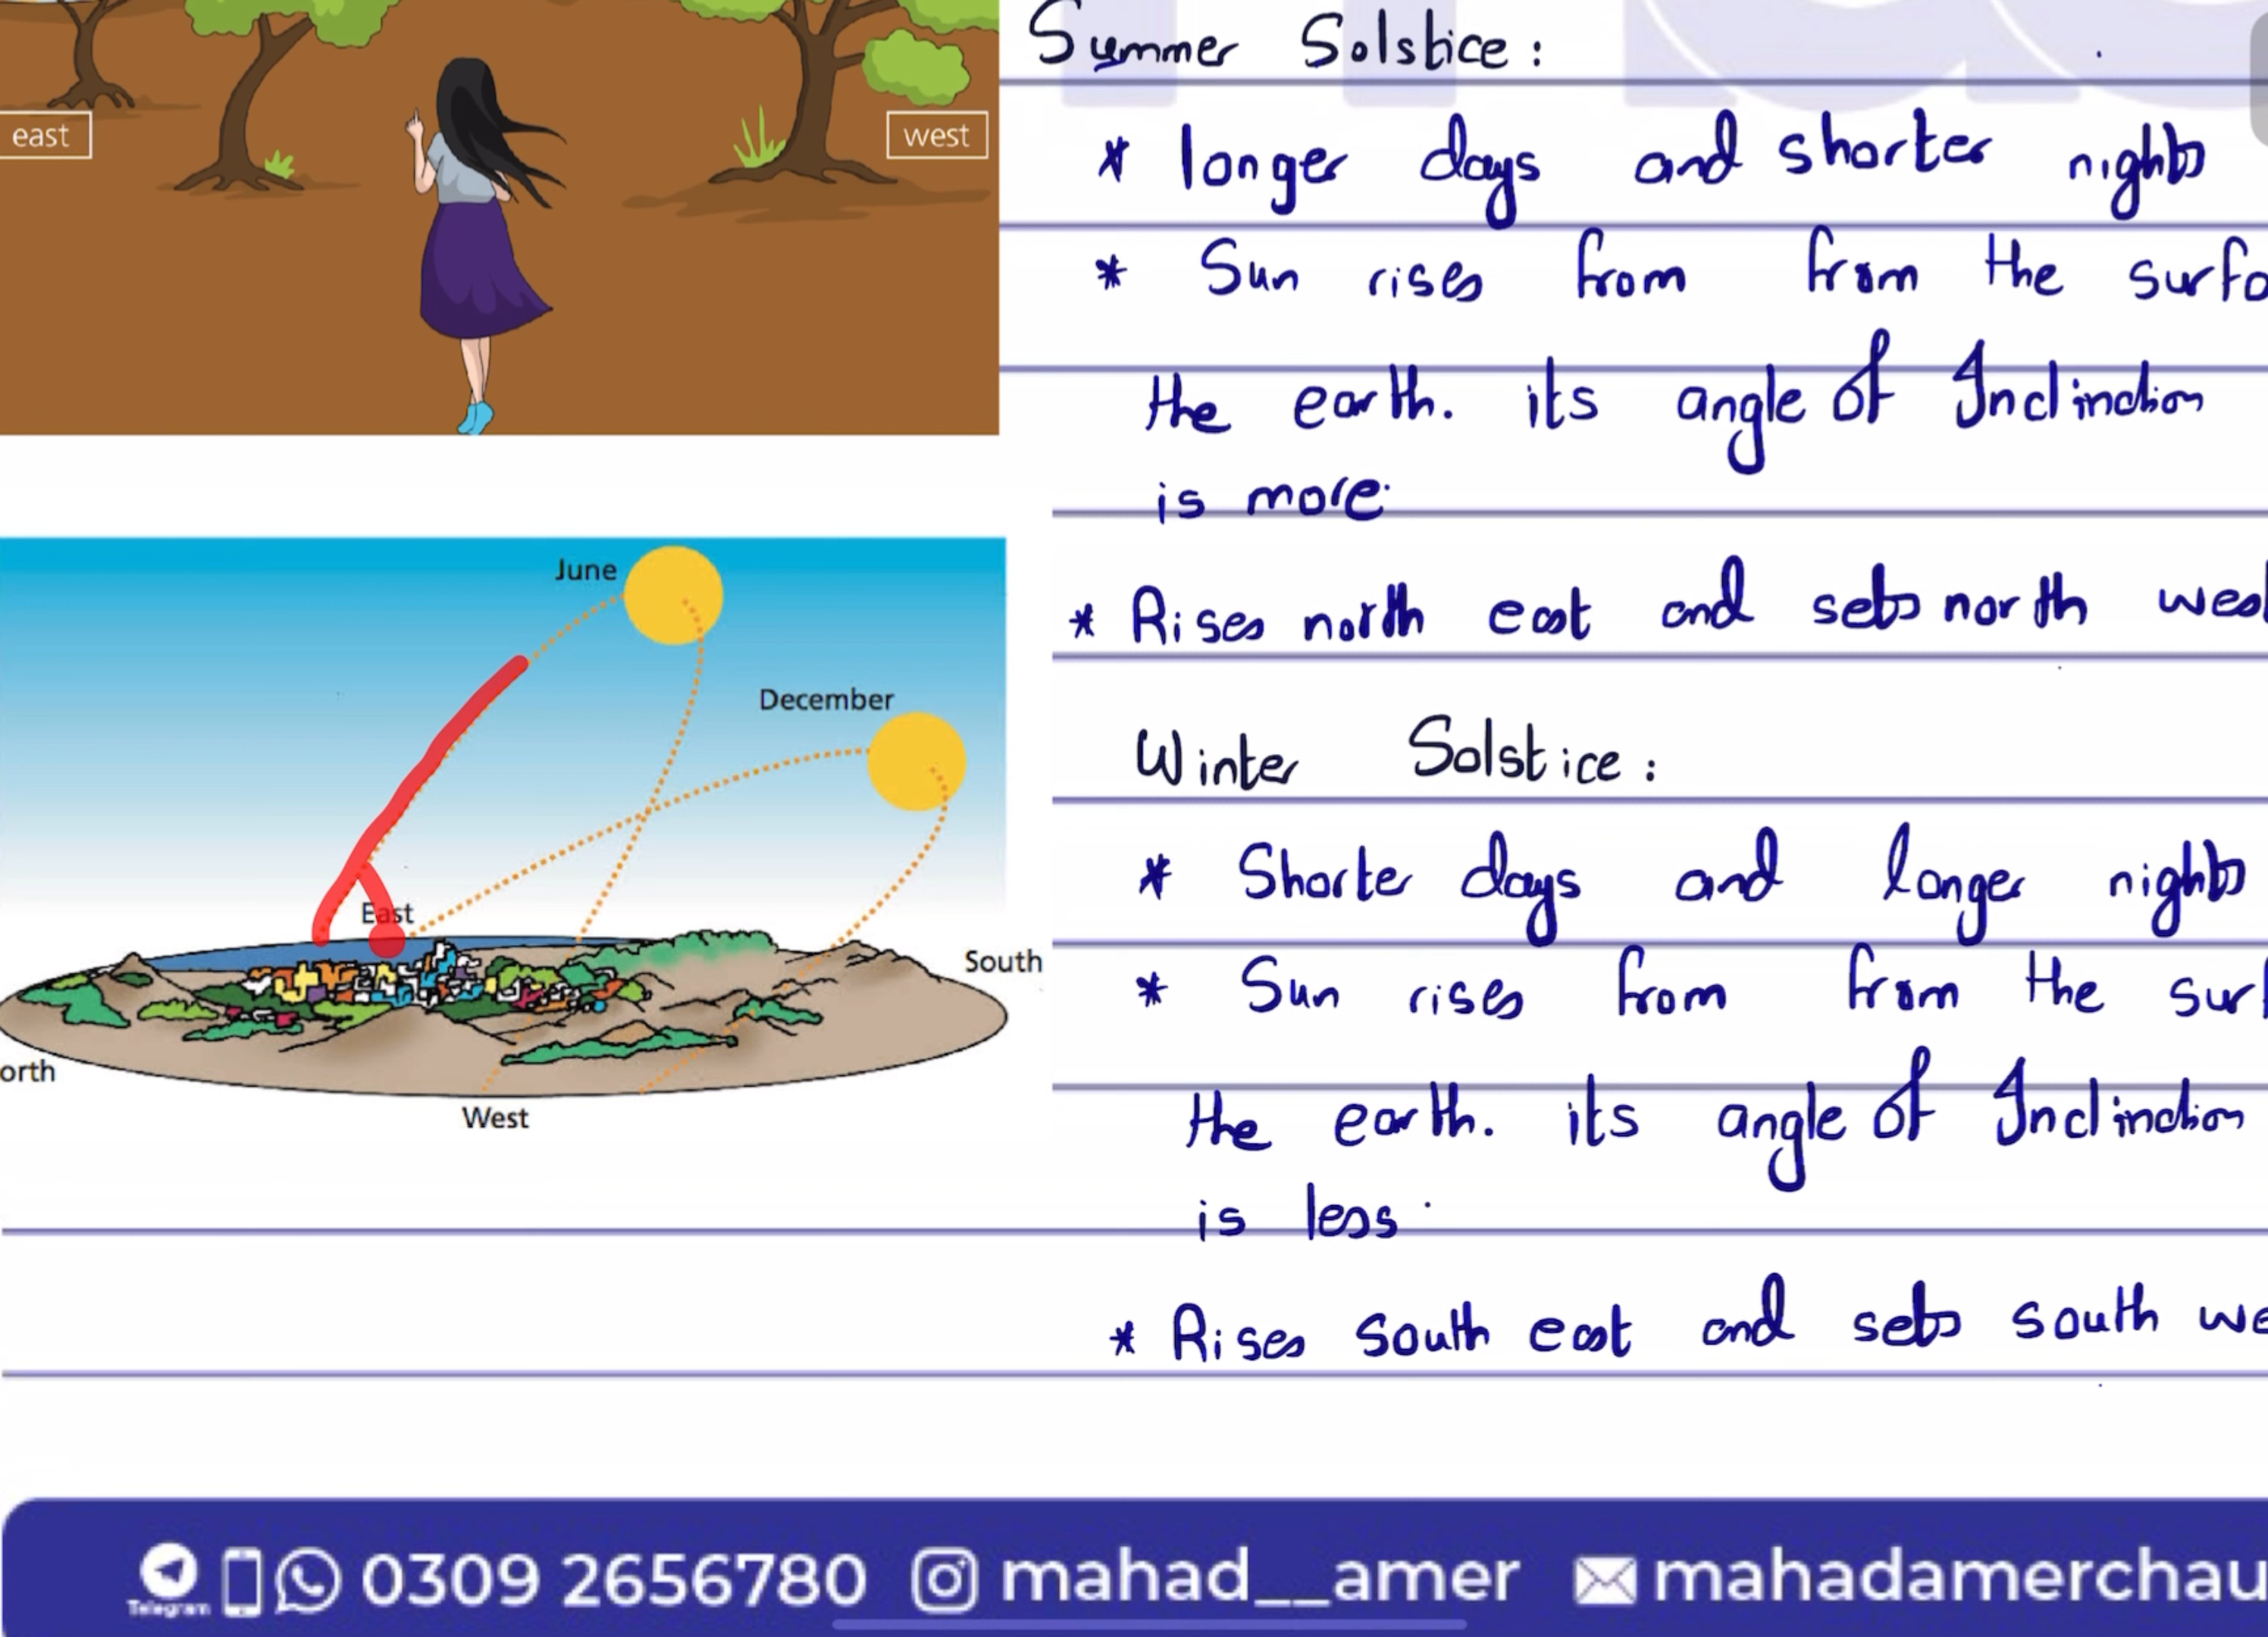 Summer Solstice:
east
west
* longer days and shorter nights
* Sun rises from from the surfa
the earth. its angle of Inclination
is more.
June
* Rises north east and sets north west
December
Winter Solstice:
* Shorter days and longer nights
East
South
* Sun rises from from the surf
orth
West
the earth. its angle of Inclination
is less.
* Rises south east and sets south we
Telegram 0309 2656780 mahad__amer mahadamerchau